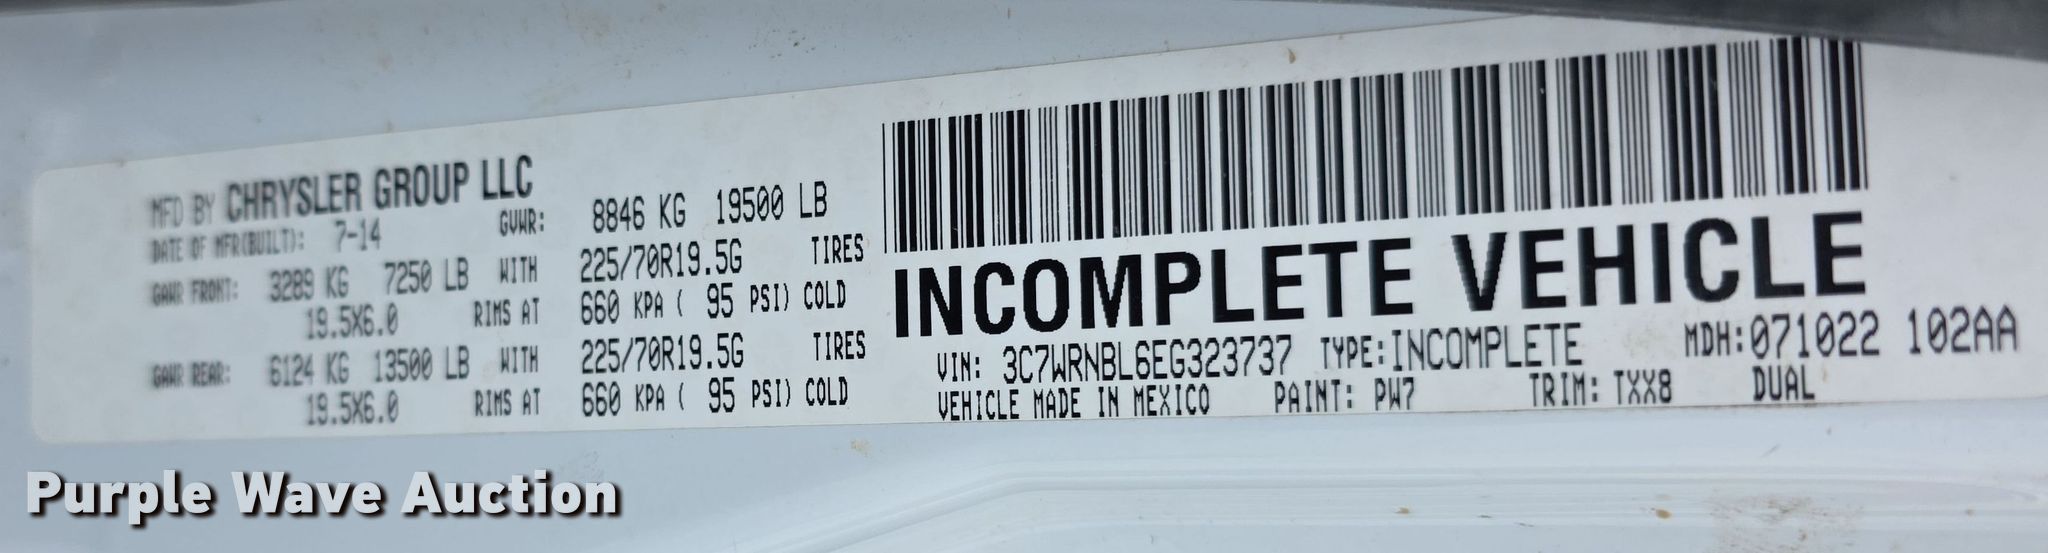 MFD BY CHRYSLER GROUP LLC
DATE OF MFR(BUILT): 7-14 GVWR: 8846 KG 19500 LB
GAWR FRONT: 3289 KG 7250 LB WITH 225/70R19.5G TIRES
19.5X6.0 RIMS AT 660 KPA ( 95 PSI) COLD
GAWR REAR: 6124 KG 13500 LB WITH 225/70R19.5G TIRES
19.5X6.0 RIMS AT 660 KPA ( 95 PSI) COLD
INCOMPLETE VEHICLE
VIN: 3C7WRNBL6EG323737 TYPE:INCOMPLETE MDH:071022 102AA
VEHICLE MADE IN MEXICO PAINT: PW7 TRIM: TXX8 DUAL
Purple Wave Auction